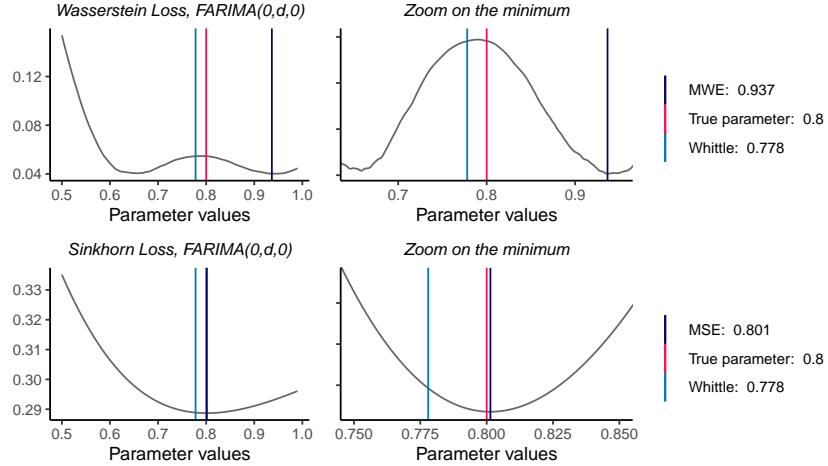 Wasserstein Loss, FARIMA(0,d,0)
Zoom on the minimum
0.12
0.08
0.04
0.5 0.6 0.7 0.8 0.9 1.0
Parameter values
0.7 0.8 0.9
Parameter values
MWE: 0.937
True parameter: 0.8
Whittle: 0.778
Sinkhorn Loss, FARIMA(0,d,0)
Zoom on the minimum
0.33
0.32
0.31
0.30
0.29
0.5 0.6 0.7 0.8 0.9 1.0
Parameter values
0.750 0.775 0.800 0.825 0.850
Parameter values
MSE: 0.801
True parameter: 0.8
Whittle: 0.778